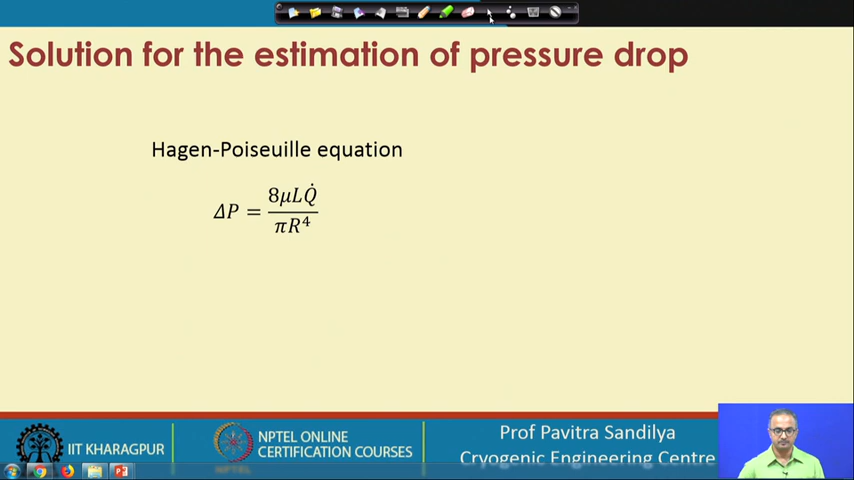 Solution for the estimation of pressure drop
Hagen-Poiseuille equation
ΔP = 8μLQ̇ / πR⁴
IIT KHARAGPUR
NPTEL ONLINE
CERTIFICATION COURSES
NPTEL
Prof Pavitra Sandilya
Cryogenic Engineering Centre